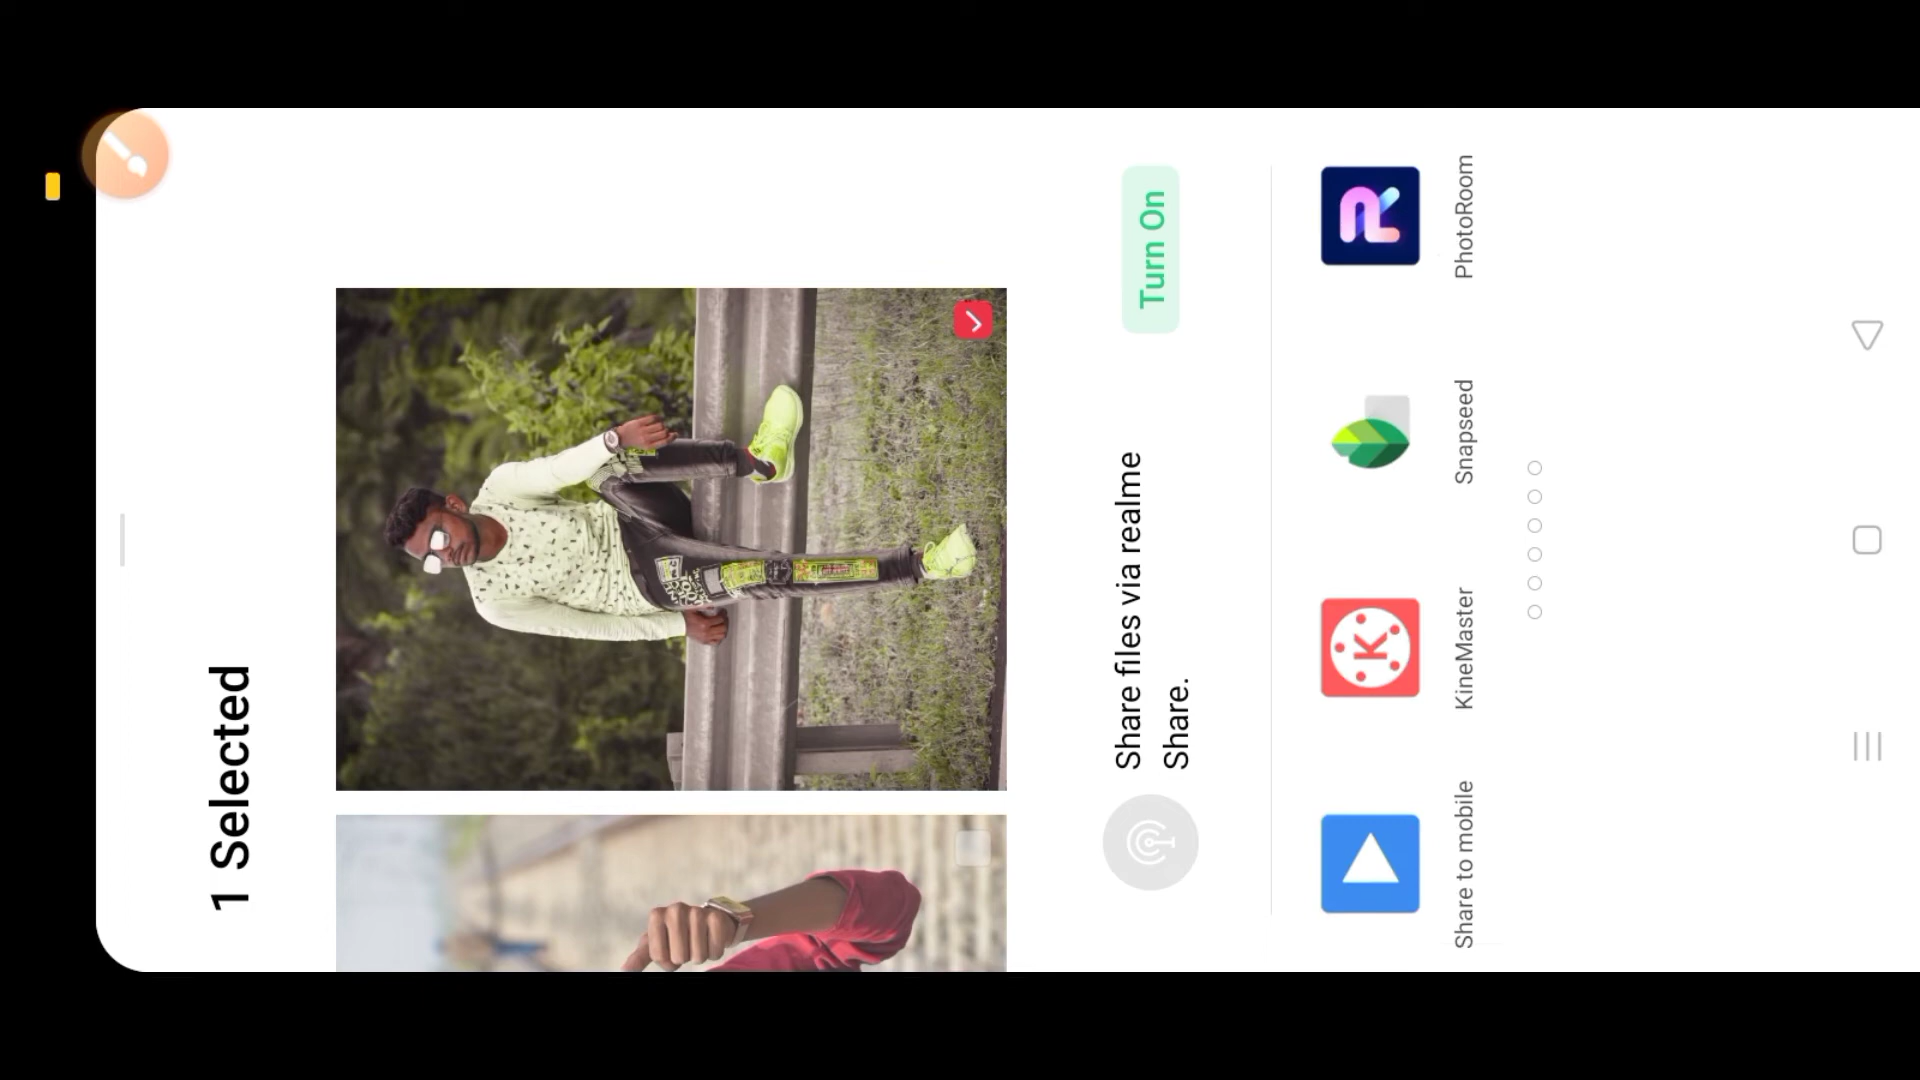 1 Selected
Share files via realme
Share.
Turn On
Share to mobile
KineMaster
Snapseed
PhotoRoom